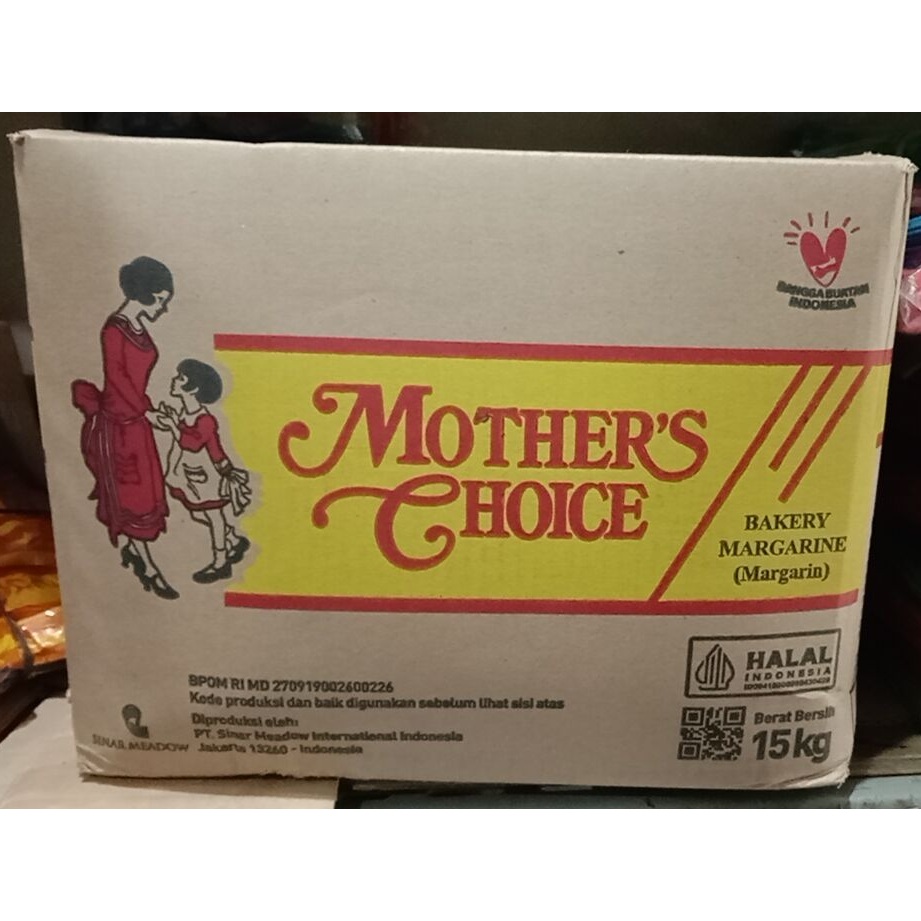 BANGGA BUATAN
INDONESIA
MOTHER'S
CHOICE
BAKERY
MARGARINE
(Margarin)
HALAL
INDONESIA
BPOM RI MD 270919002600226
Kode produksi dan baik digunakan sebelum lihat sisi atas
Diproduksi oleh:
PT. Sinar Meadow International Indonesia
Jakarta 13260 - Indonesia
SINAR MEADOW
Berat Bersih
15kg